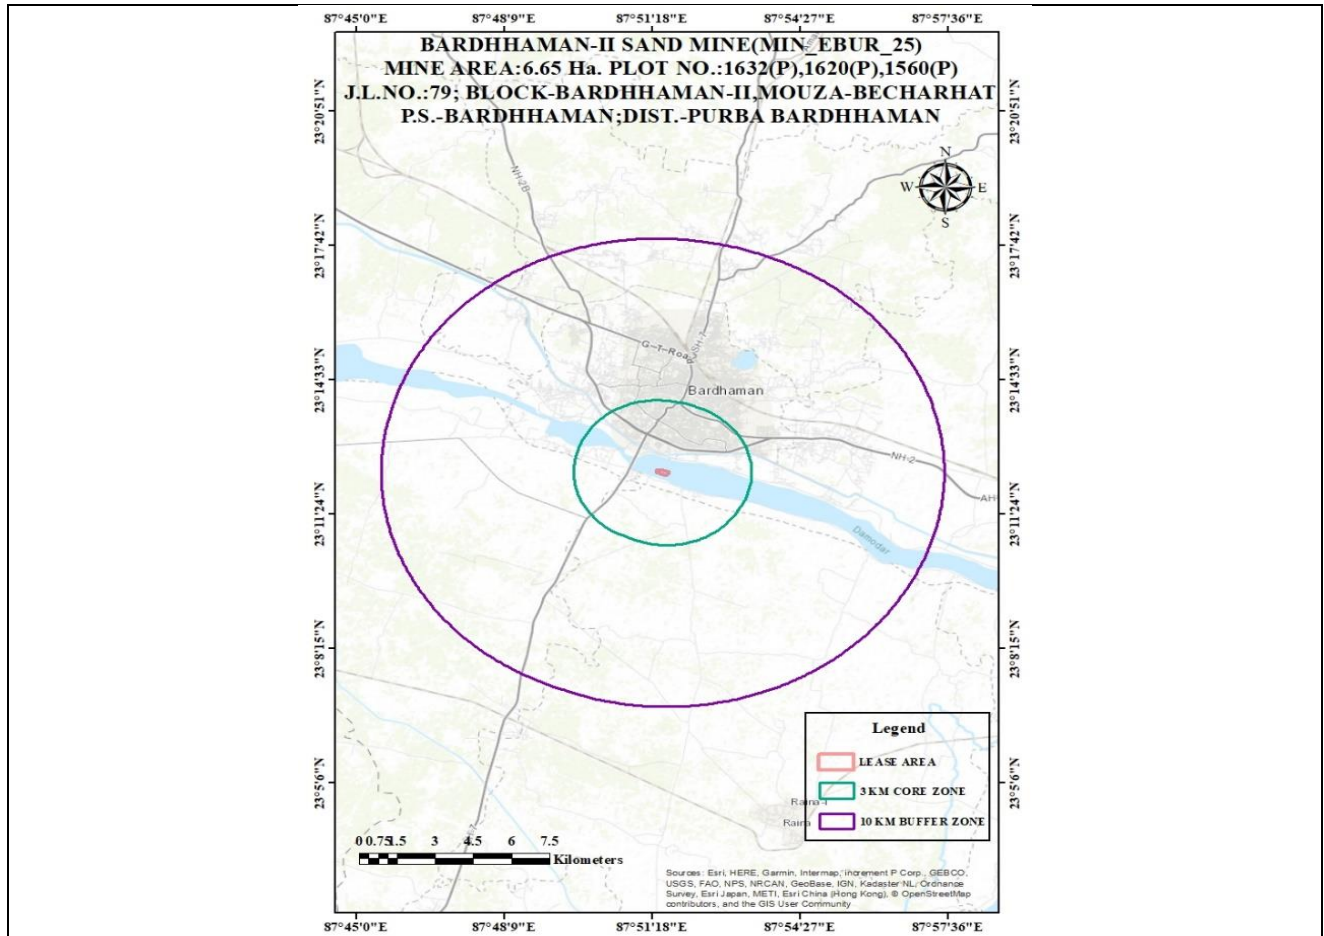 87°45'0"E 87°48'9"E 87°51'18"E 87°54'27"E 87°57'36"E
BARDHHAMAN-II SAND MINE(MIN_EBUR_25)
MINE AREA:6.65 Ha. PLOT NO.:1632(P),1620(P),1560(P)
J.L.NO.:79; BLOCK-BARDHHAMAN-II,MOUZA-BECHARHAT
P.S.-BARDHHAMAN;DIST.-PURBA BARDHHAMAN
23°20'51"N 23°20'51"N
N
W E
S
NH-2B
23°17'42"N 23°17'42"N
G-T-Road
SH-7
23°14'33"N 23°14'33"N
Bardhaman
NH-2
AH
23°11'24"N 23°11'24"N
Damodar
23°8'15"N 23°8'15"N
Legend
LEASE AREA
3 KM CORE ZONE
10 KM BUFFER ZONE
23°5'6"N 23°5'6"N
Raina-I
Raina
0 0.75 1.5 3 4.5 6 7.5
Kilometers
Sources: Esri, HERE, Garmin, Intermap, increment P Corp., GEBCO,
USGS, FAO, NPS, NRCAN, GeoBase, IGN, Kadaster NL, Ordnance
Survey, Esri Japan, METI, Esri China (Hong Kong), © OpenStreetMap
contributors, and the GIS User Community
87°45'0"E 87°48'9"E 87°51'18"E 87°54'27"E 87°57'36"E